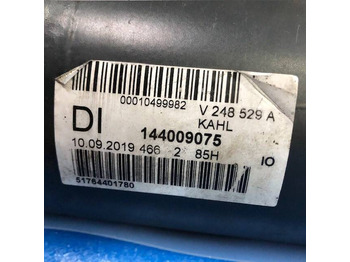 00010499982 V 248 529 A
DI KAHL
144009075
10.09.2019 466 2 85H IO
51764401780